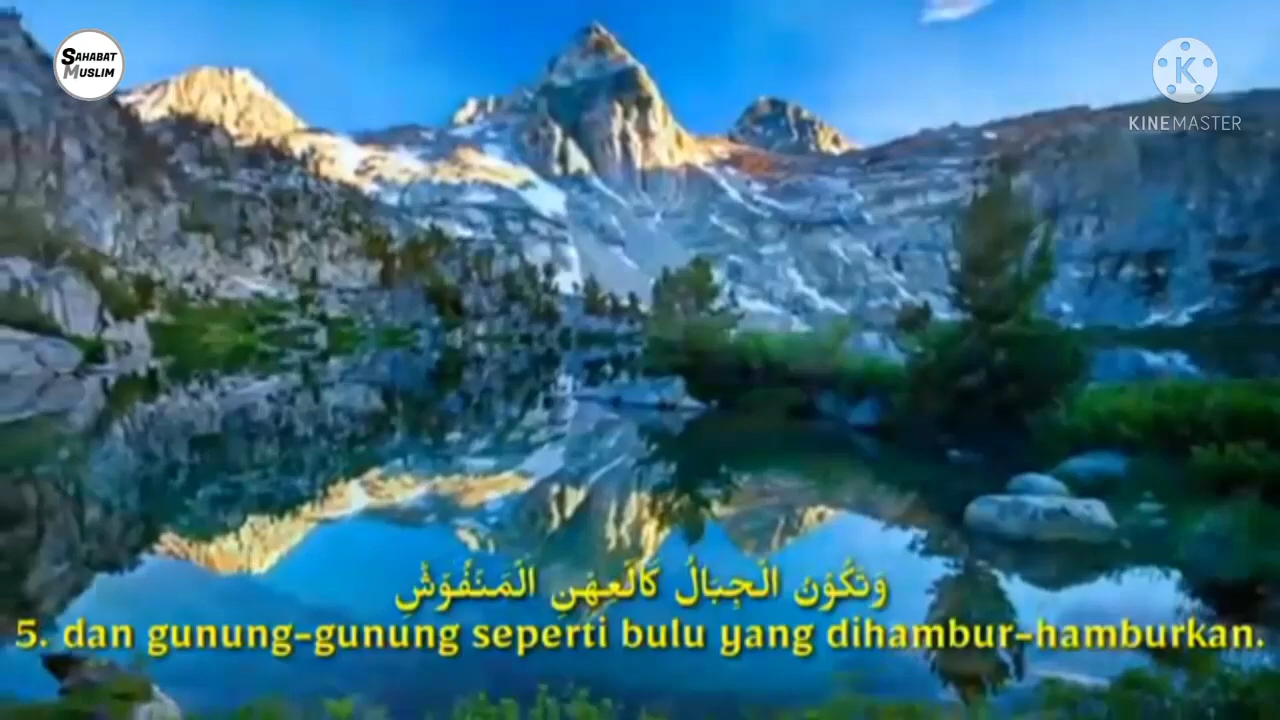 SAHABAT
MUSLIM
K
KINEMASTER
وَتَكُوْنُ الْجِبَالُ كَالْعِهْنِ الْمَنْفُوْشِ
5. dan gunung-gunung seperti bulu yang dihambur-hamburkan.